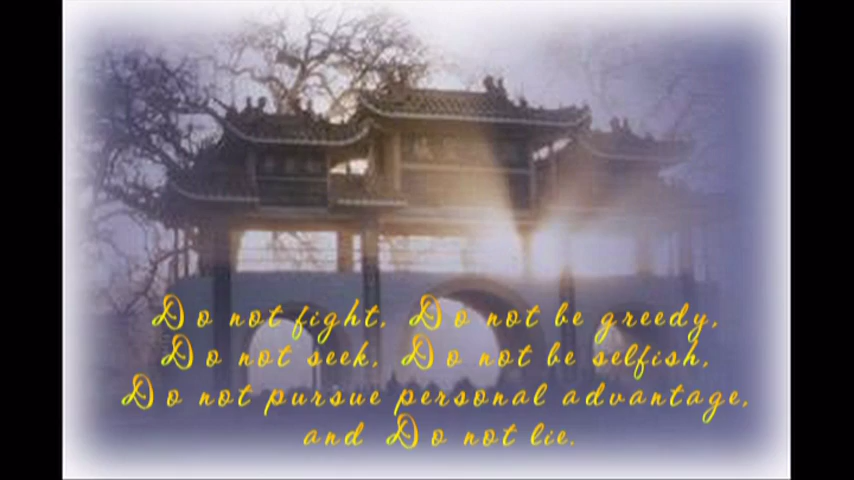 Do not fight, Do not be greedy,
Do not seek, Do not be selfish,
Do not pursue personal advantage,
and Do not lie.